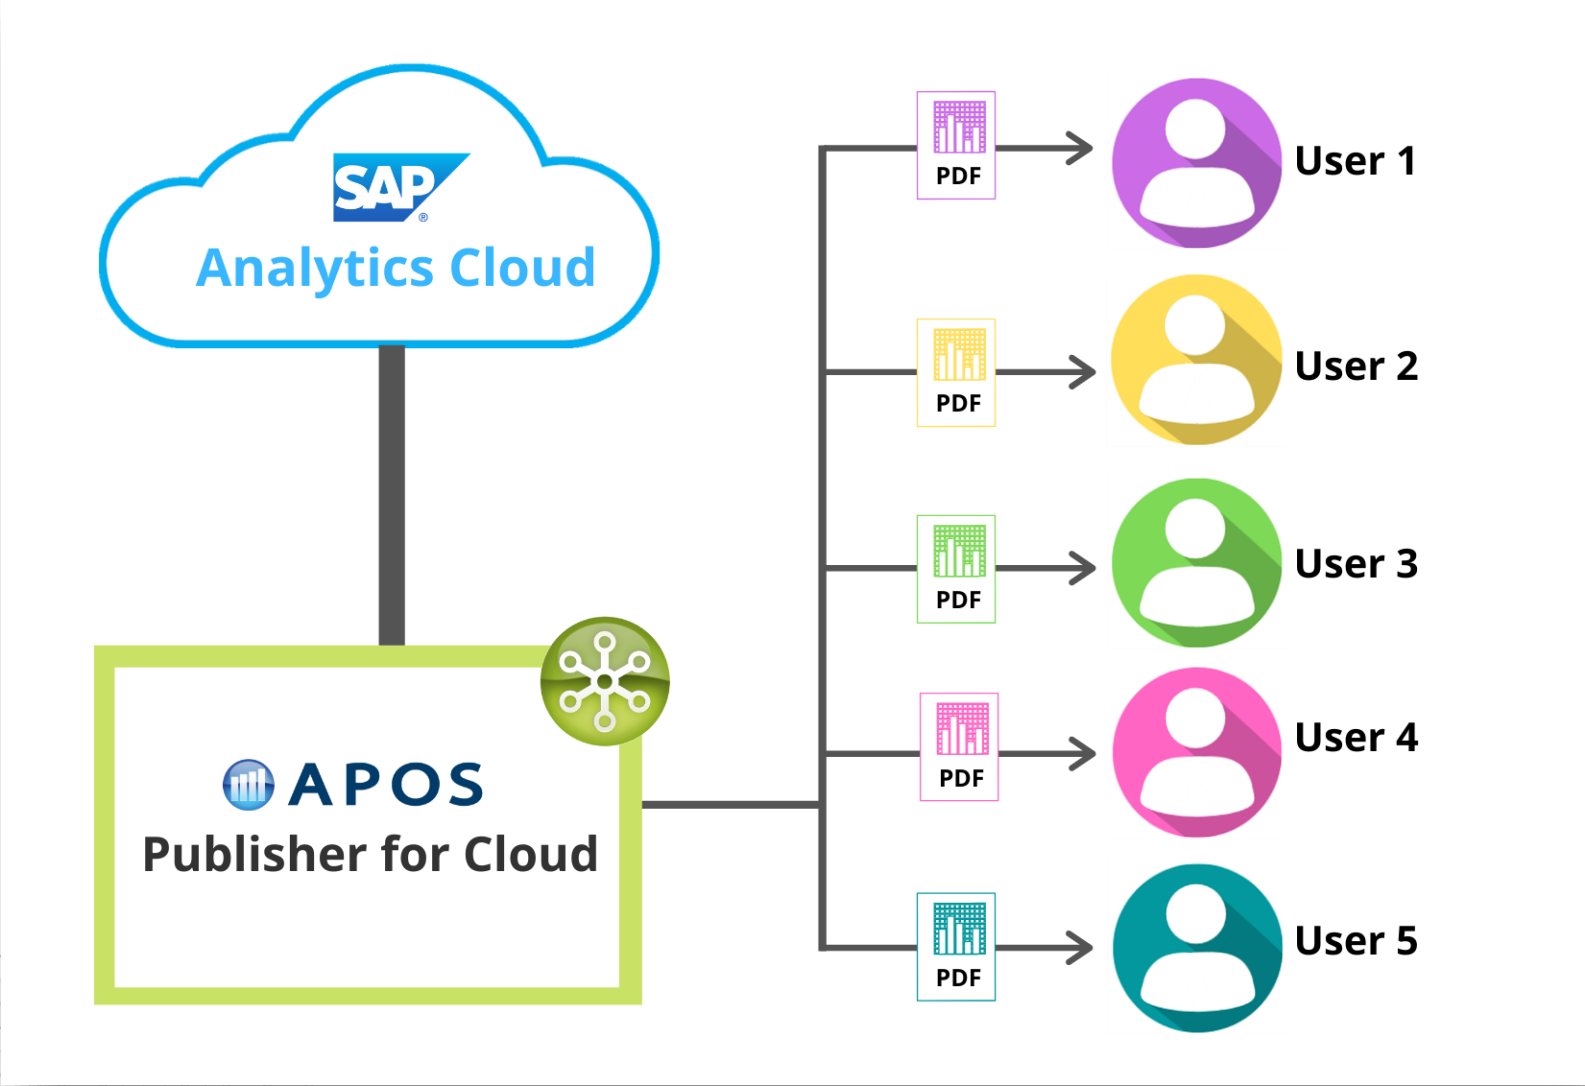 SAP®
Analytics Cloud
APOS
Publisher for Cloud
PDF
User 1
PDF
User 2
PDF
User 3
PDF
User 4
PDF
User 5